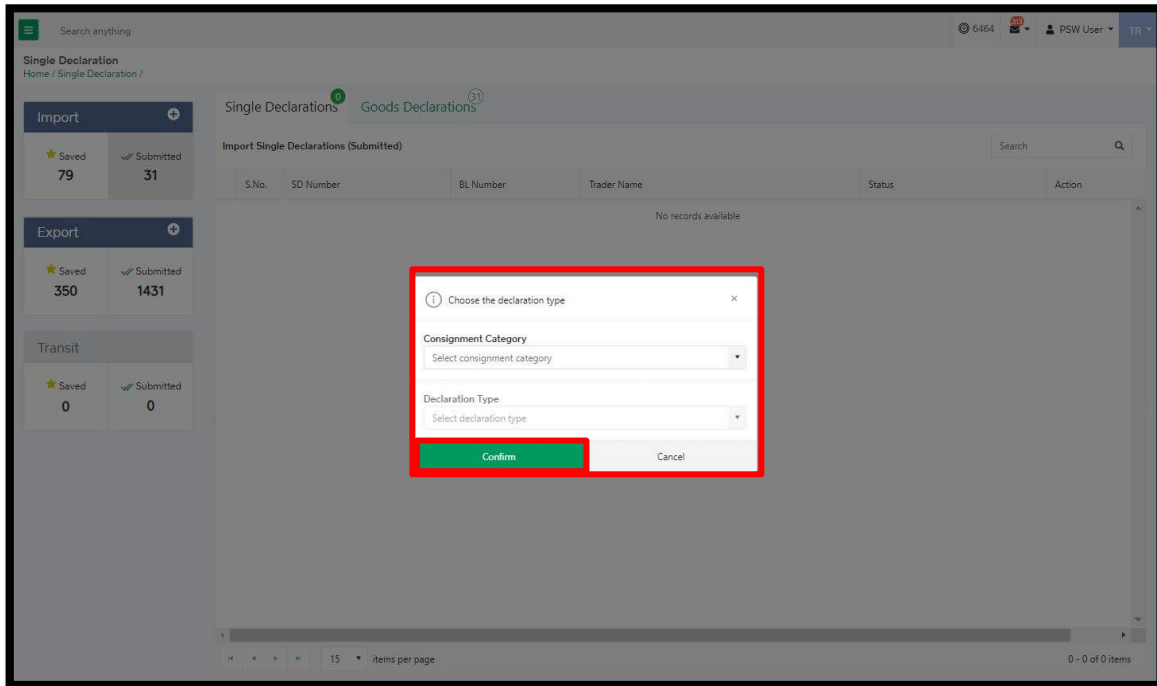 Search anything
6464
313
PSW User
TR
Single Declaration
Home / Single Declaration /
Import
Saved
Submitted
79
31
Export
Saved
Submitted
350
1431
Transit
Saved
Submitted
0
0
Single Declarations 0
Goods Declarations 31
Import Single Declarations (Submitted)
Search
S.No. SD Number BL Number Trader Name Status Action
No records available
Choose the declaration type ×
Consignment Category
Select consignment category
Declaration Type
Select declaration type
Confirm Cancel
15 items per page
0 - 0 of 0 items